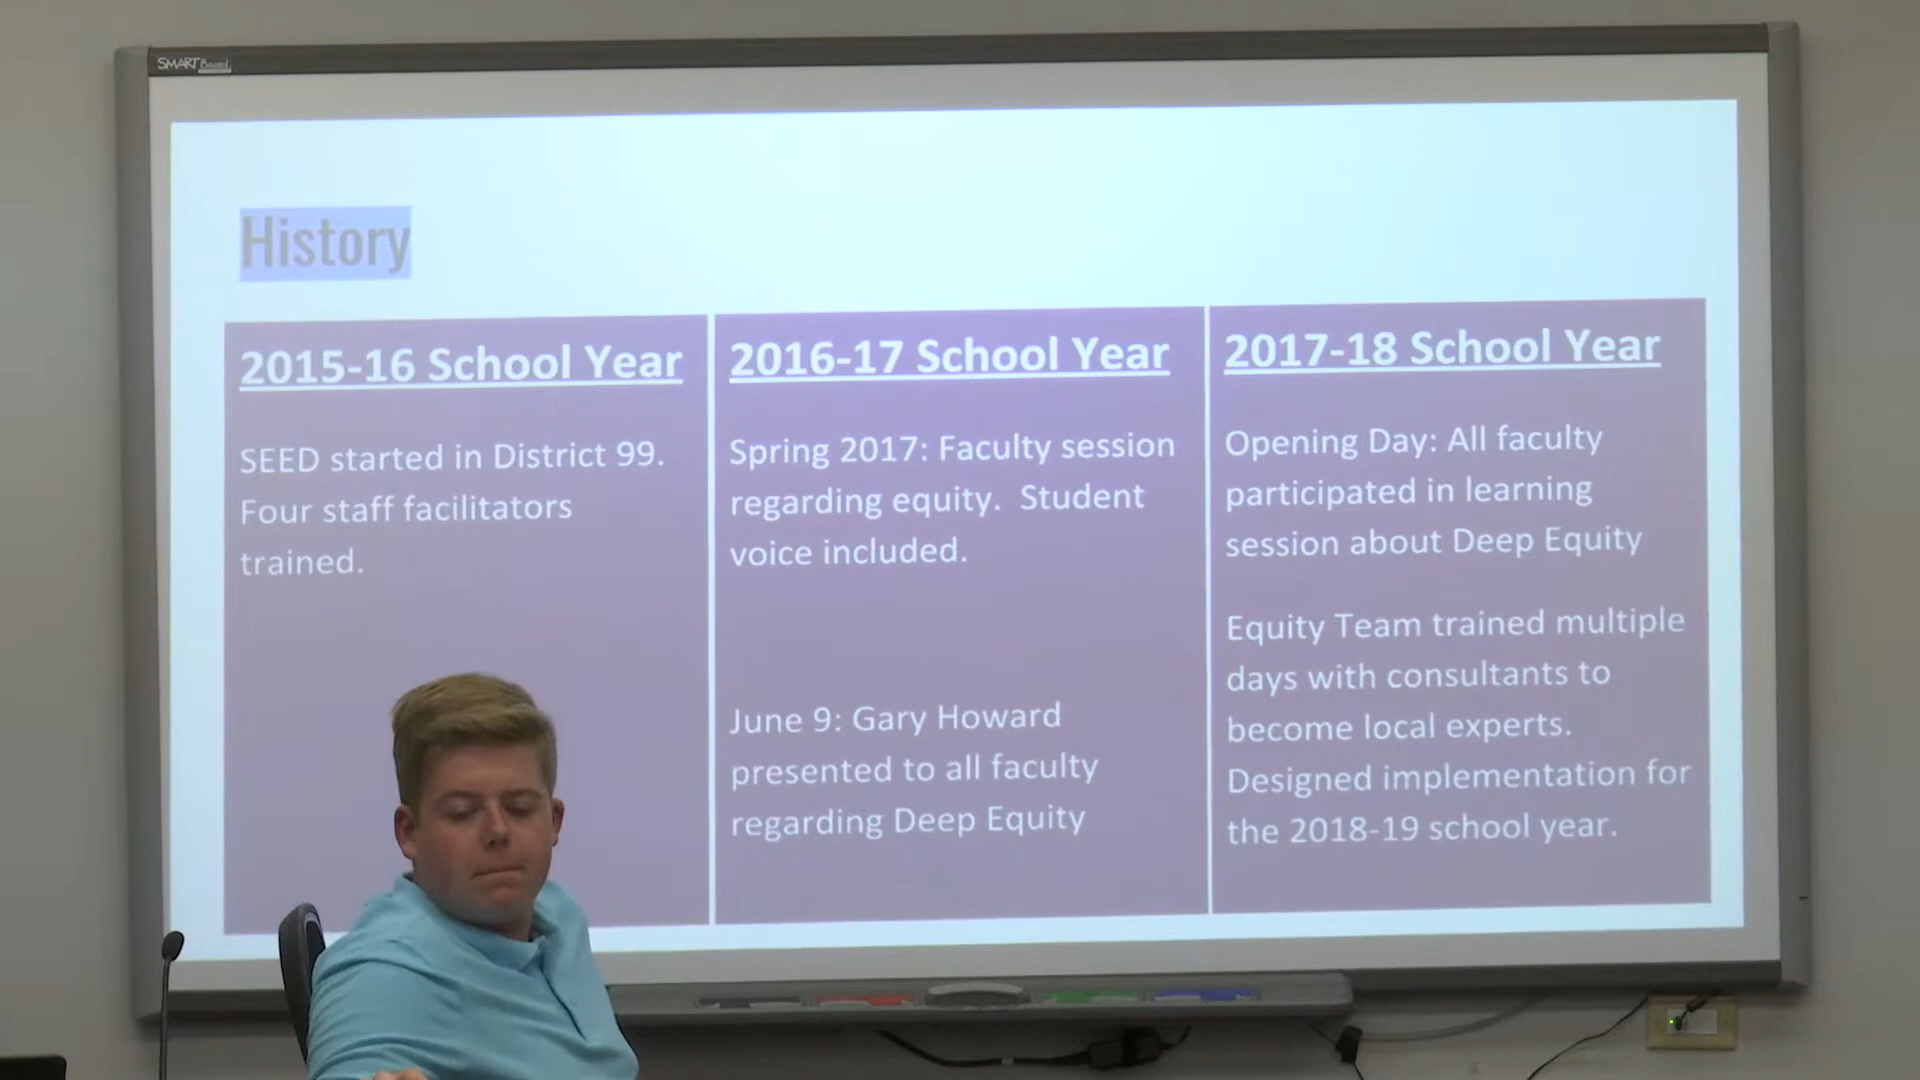 SMART Board
History
2015-16 School Year
SEED started in District 99.
Four staff facilitators
trained.
2016-17 School Year
Spring 2017: Faculty session
regarding equity. Student
voice included.
June 9: Gary Howard
presented to all faculty
regarding Deep Equity
2017-18 School Year
Opening Day: All faculty
participated in learning
session about Deep Equity
Equity Team trained multiple
days with consultants to
become local experts.
Designed implementation for
the 2018-19 school year.